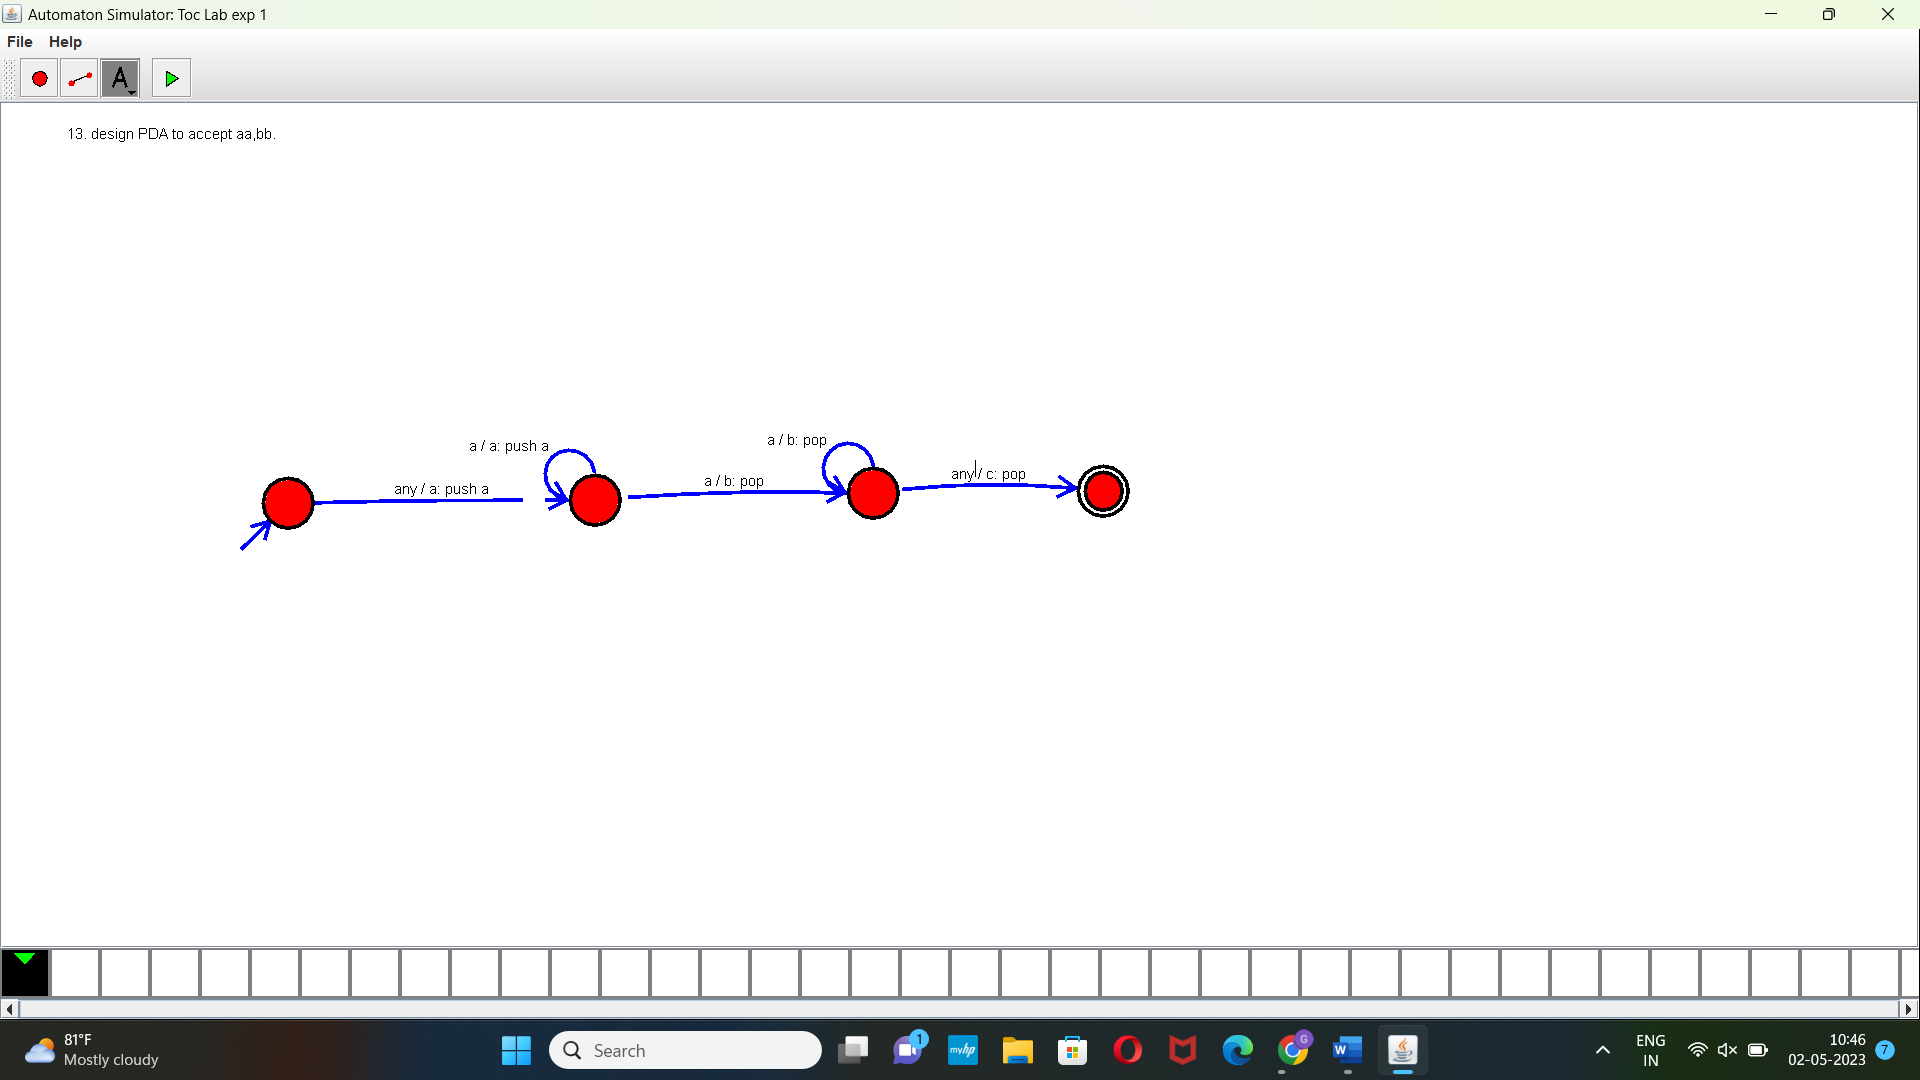 Automaton Simulator: Toc Lab exp 1
File Help
A
13. design PDA to accept aa,bb.
a / a: push a
a / b: pop
any / a: push a
a / b: pop
any / c: pop
81°F
Mostly cloudy
Search
1
myhp
G
W
ENG
IN
10:46
02-05-2023
7